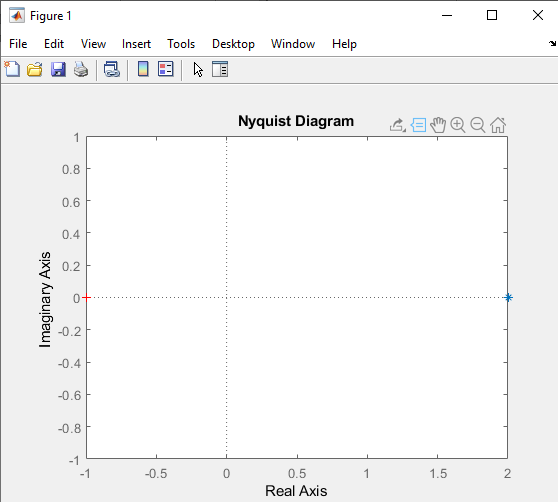 Figure 1
File Edit View Insert Tools Desktop Window Help
Nyquist Diagram
1
0.8
0.6
0.4
0.2
0
-0.2
-0.4
-0.6
-0.8
-1
Imaginary Axis
-1 -0.5 0 0.5 1 1.5 2
Real Axis